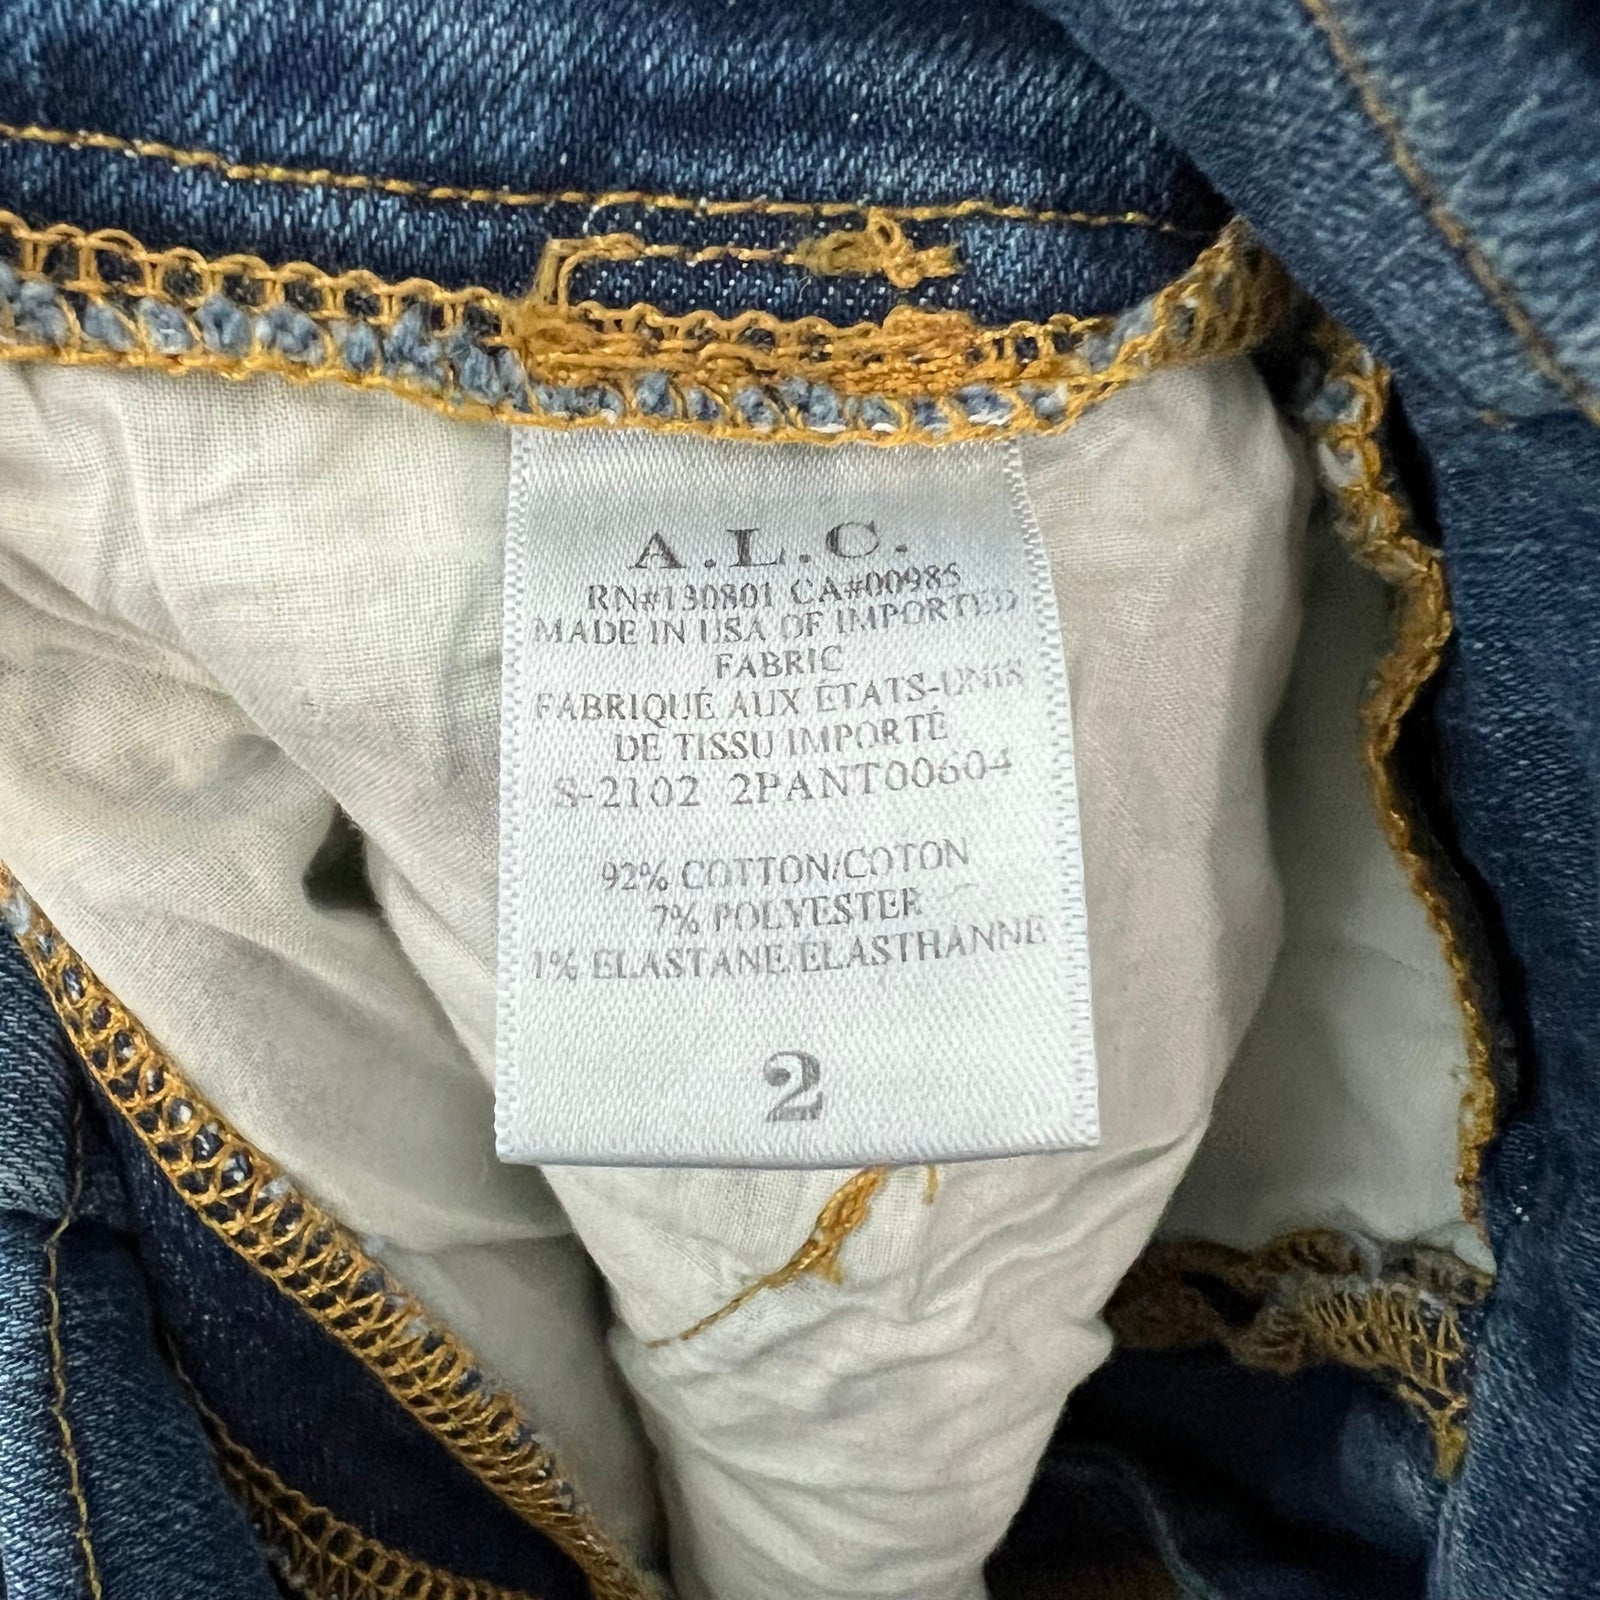 A.L.C.
RN#130801 CA#00985
MADE IN USA OF IMPORTED
FABRIC
FABRIQUÉ AUX ÉTATS-UNIS
DE TISSU IMPORTÉ
S-2102 2PANT00604
92% COTTON/COTON
7% POLYESTER
1% ELASTANE/ÉLASTHANNE
2